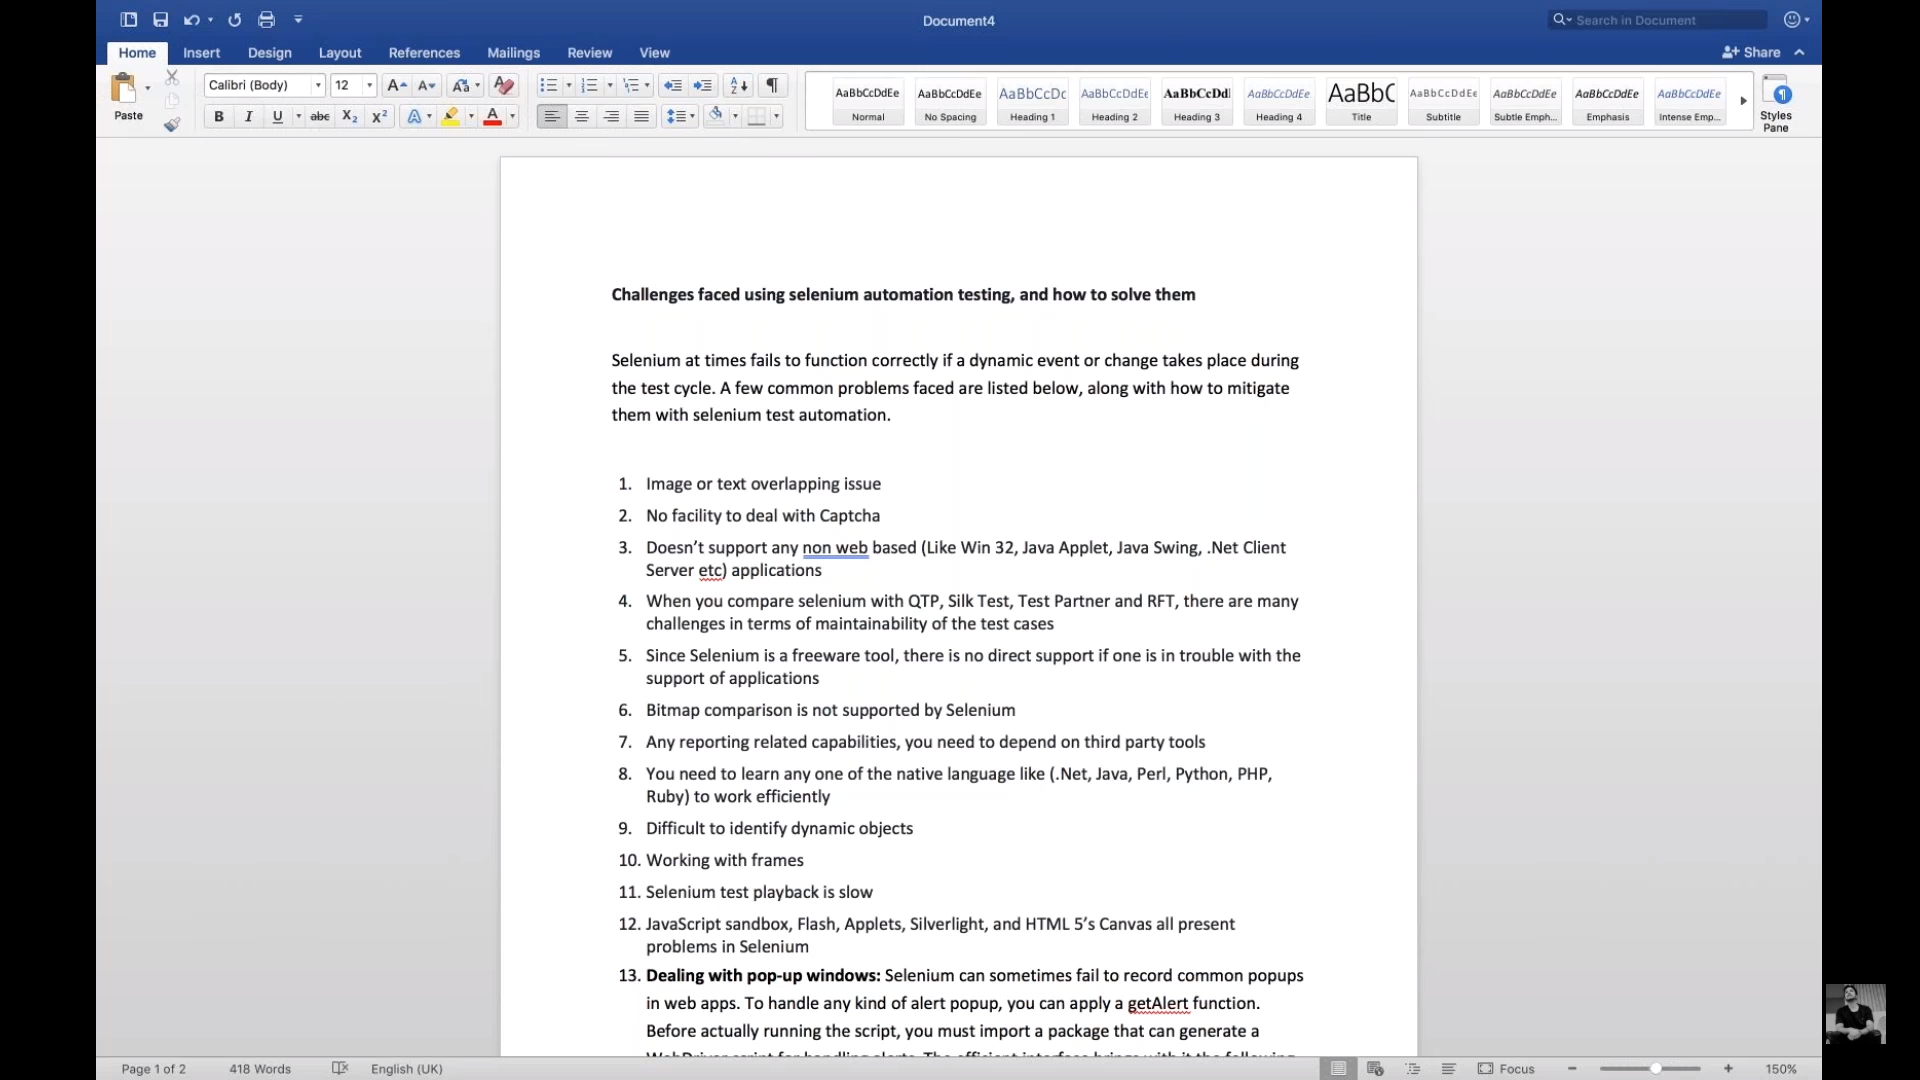 Document4
Search in Document
Home Insert Design Layout References Mailings Review View
Share
Paste
Calibri (Body) 12
AaBbCcDdEe AaBbCcDdEe AaBbCcDc AaBbCcDdEe AaBbCcDd AaBbCcDdEe AaBbC AaBbCcDdEe AaBbCcDdEe AaBbCcDdEe AaBbCcDdEe
Normal No Spacing Heading 1 Heading 2 Heading 3 Heading 4 Title Subtitle Subtle Emph... Emphasis Intense Emp...
Styles
Pane
Challenges faced using selenium automation testing, and how to solve them
Selenium at times fails to function correctly if a dynamic event or change takes place during
the test cycle. A few common problems faced are listed below, along with how to mitigate
them with selenium test automation.
1. Image or text overlapping issue
2. No facility to deal with Captcha
3. Doesn’t support any non web based (Like Win 32, Java Applet, Java Swing, .Net Client
Server etc) applications
4. When you compare selenium with QTP, Silk Test, Test Partner and RFT, there are many
challenges in terms of maintainability of the test cases
5. Since Selenium is a freeware tool, there is no direct support if one is in trouble with the
support of applications
6. Bitmap comparison is not supported by Selenium
7. Any reporting related capabilities, you need to depend on third party tools
8. You need to learn any one of the native language like (.Net, Java, Perl, Python, PHP,
Ruby) to work efficiently
9. Difficult to identify dynamic objects
10. Working with frames
11. Selenium test playback is slow
12. JavaScript sandbox, Flash, Applets, Silverlight, and HTML 5’s Canvas all present
problems in Selenium
13. Dealing with pop-up windows: Selenium can sometimes fail to record common popups
in web apps. To handle any kind of alert popup, you can apply a getAlert function.
Before actually running the script, you must import a package that can generate a
WebDriver script for handling alerts. The efficient interface brings with it the following
Page 1 of 2 418 Words English (UK) Focus 150%